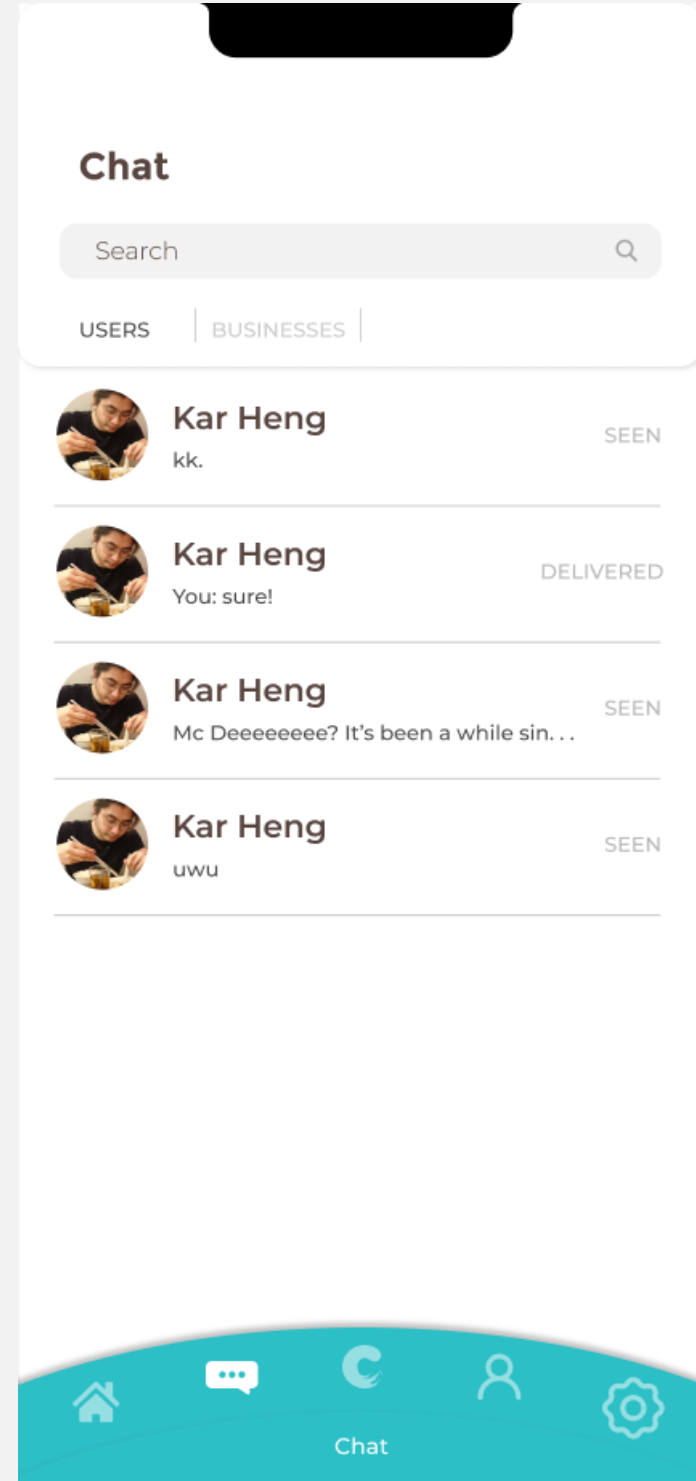 Chat
Search
USERS BUSINESSES
Kar Heng
kk.
SEEN
Kar Heng
You: sure!
DELIVERED
Kar Heng
Mc Deeeeeeee? It's been a while sin. . .
SEEN
Kar Heng
uwu
SEEN
C
Chat